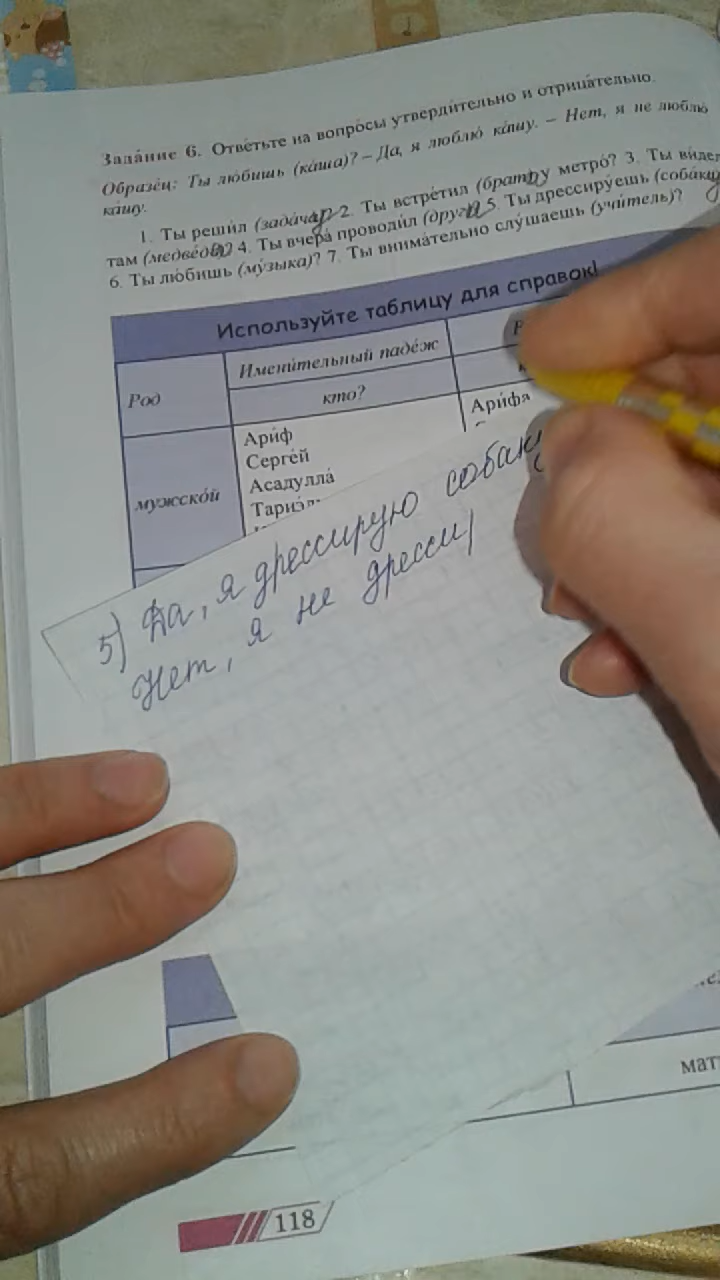 Зада́ние 6. Отве́тьте на вопро́сы утверди́тельно и отрица́тельно.
Образе́ц: Ты лю́бишь (ка́ша)? – Да, я люблю́ ка́шу. – Нет, я не люблю́
ка́шу.
1. Ты реши́л (зада́ча)? 2. Ты встре́тил (брат) у метро́? 3. Ты ви́дел
там (медве́дь)? 4. Ты вчера́ проводи́л (друг)? 5. Ты дрессиру́ешь (соба́ку
6. Ты лю́бишь (му́зыка)? 7. Ты внима́тельно слу́шаешь (учи́тель)?
Используйте таблицу для справок!
Род
Имени́тельный паде́ж
кто?
мужско́й
Ари́ф
Серге́й
Асадулла́
Ари́фа
5) Да, я дрессирую собаку
Нет, я не дресси
мат
118